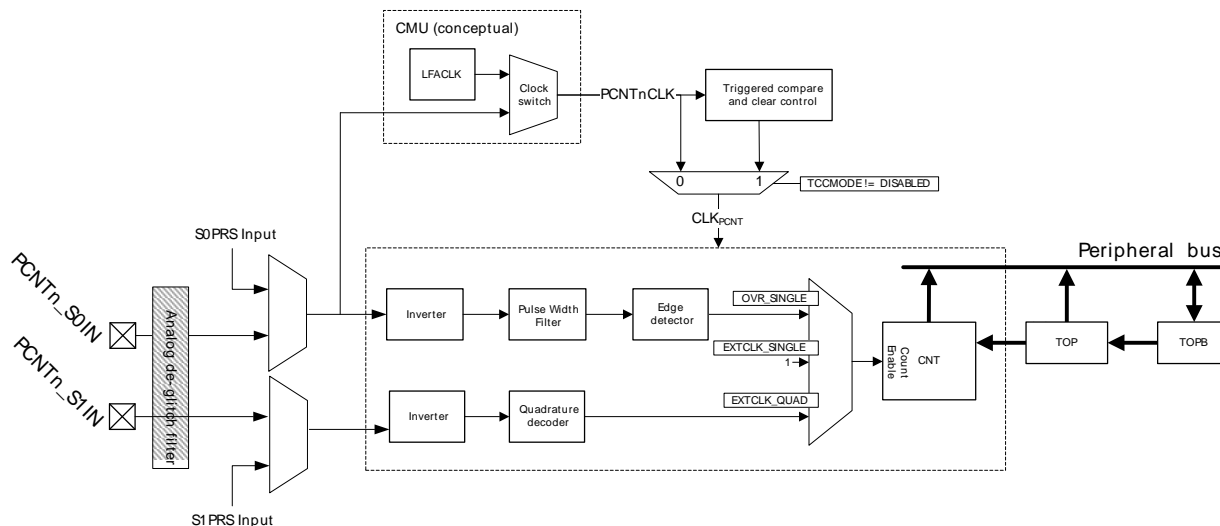 CMU (conceptual)
LFACLK
Clock
switch
PCNTnCLK
Triggered compare
and clear control
0
1
TCCMODE != DISABLED
CLKPCNT
S0PRS Input
PCNTn_S0IN
PCNTn_S1IN
Analog de-glitch filter
S1PRS Input
Inverter
Pulse Width
Filter
Edge
detector
OVR_SINGLE
EXTCLK_SINGLE
1
EXTCLK_QUAD
Inverter
Quadrature
decoder
Count
Enable
CNT
Peripheral bus
TOP
TOPB